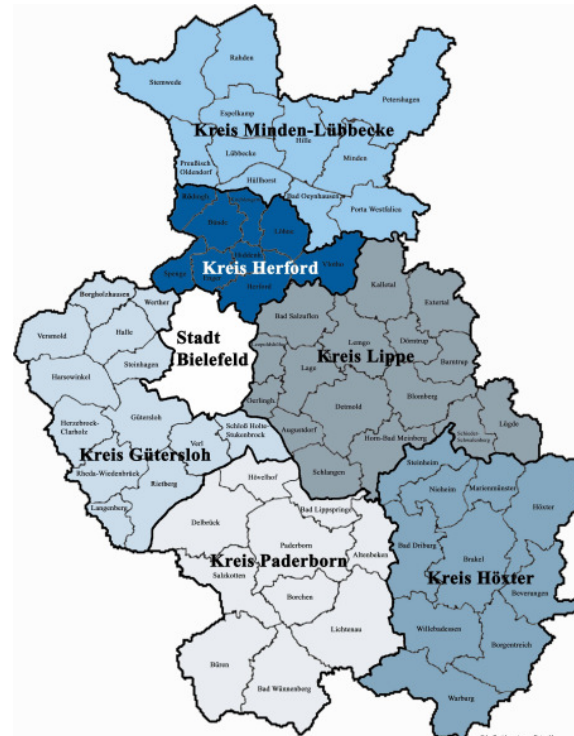 Rahden
Stemwede
Petershagen
Espelkamp
Kreis Minden-Lübbecke
Hille
Lübbecke
Minden
Preußisch
Oldendorf
Hüllhorst
Bad Oeynhausen
Porta Westfalica
Bünde
Löhne
Vlotho
Spenge
Kreis Herford
Enger
Herford
Kalletal
Borgholzhausen
Werther
Extertal
Bad Salzuflen
Versmold
Halle
Stadt
Bielefeld
Lemgo
Dörentrup
Kreis Lippe
Barntrup
Steinhagen
Lage
Harsewinkel
Detmold
Blomberg
Oerlingh.
Gütersloh
Herzebrock-
Clarholz
Schloß Holte-
Stukenbrock
Augustdorf
Lügde
Schieder-
Schwalenberg
Horn-Bad Meinberg
Verl
Kreis Gütersloh
Rheda-Wiedenbrück
Rietberg
Schlangen
Steinheim
Hövelhof
Nieheim
Marienmünster
Langenberg
Höxter
Bad Lippspringe
Delbrück
Paderborn
Altenbeken
Bad Driburg
Brakel
Kreis Paderborn
Salzkotten
Kreis Höxter
Beverungen
Borchen
Lichtenau
Willebadessen
Borgentreich
Büren
Bad Wünnenberg
Warburg